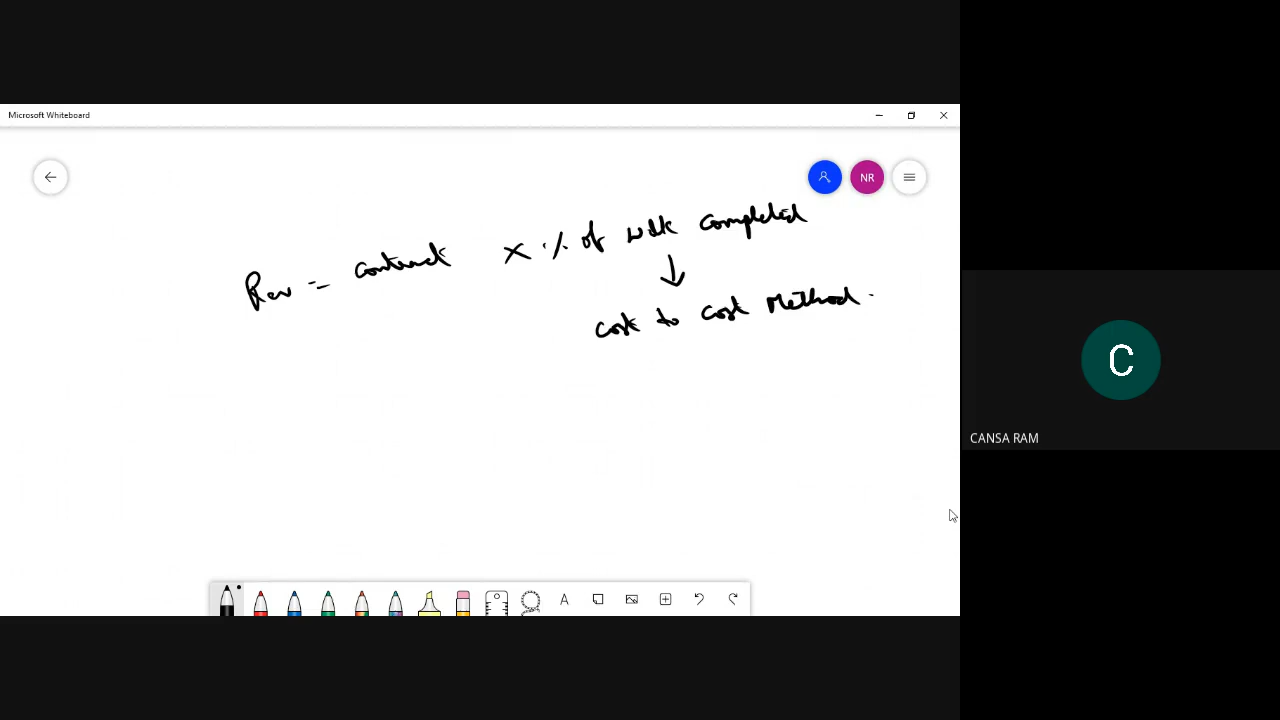 Microsoft Whiteboard
NR
Rev = contract X % of work completed
↓
cost to cost Method.
C
CANSA RAM
A